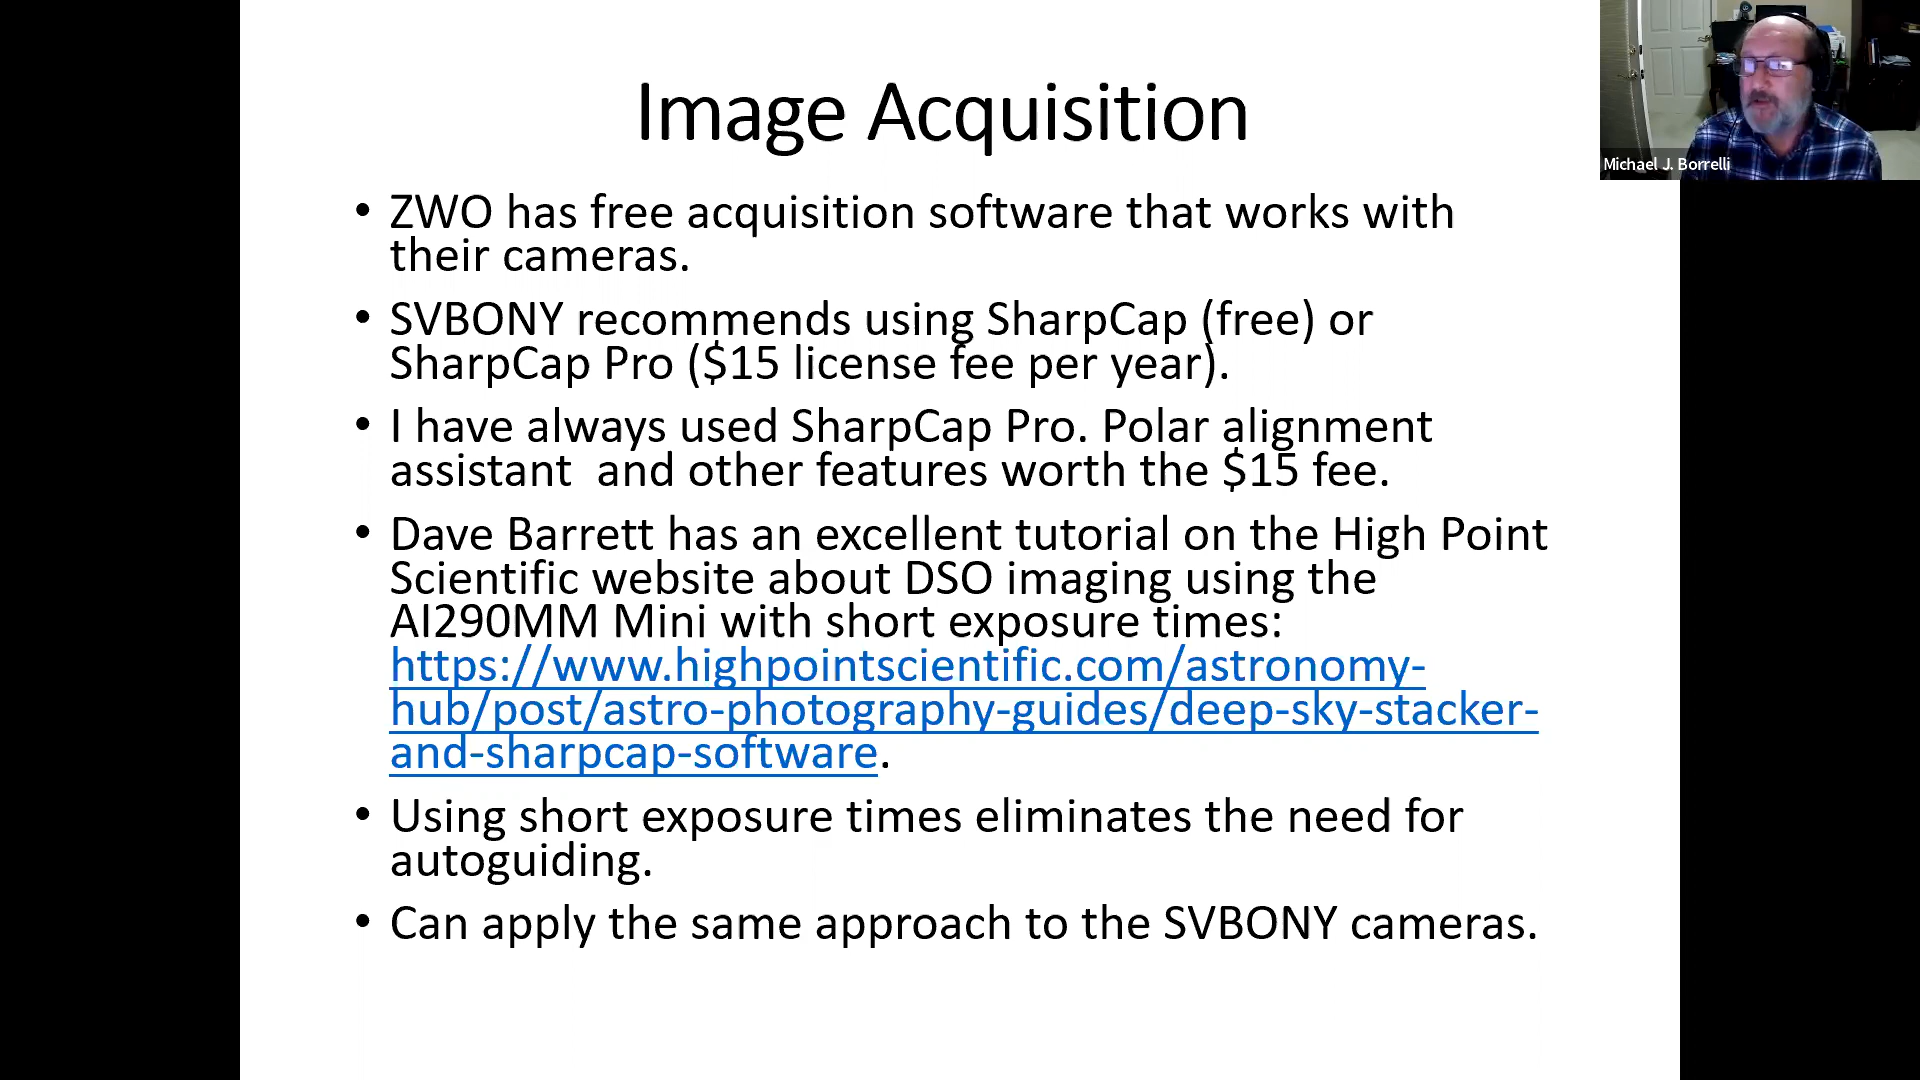 Image Acquisition
• ZWO has free acquisition software that works with
their cameras.
• SVBONY recommends using SharpCap (free) or
SharpCap Pro ($15 license fee per year).
• I have always used SharpCap Pro. Polar alignment
assistant  and other features worth the $15 fee.
• Dave Barrett has an excellent tutorial on the High Point
Scientific website about DSO imaging using the
AI290MM Mini with short exposure times:
https://www.highpointscientific.com/astronomy-
hub/post/astro-photography-guides/deep-sky-stacker-
and-sharpcap-software.
• Using short exposure times eliminates the need for
autoguiding.
• Can apply the same approach to the SVBONY cameras.
Michael J. Borrelli